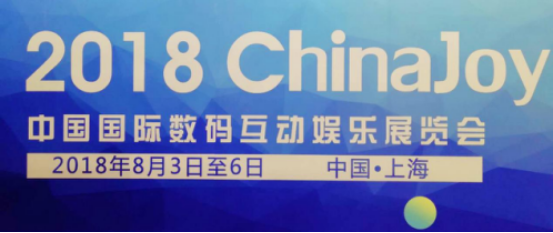 2018 ChinaJoy
中国国际数码互动娱乐展览会
2018年8月3日至6日 中国·上海